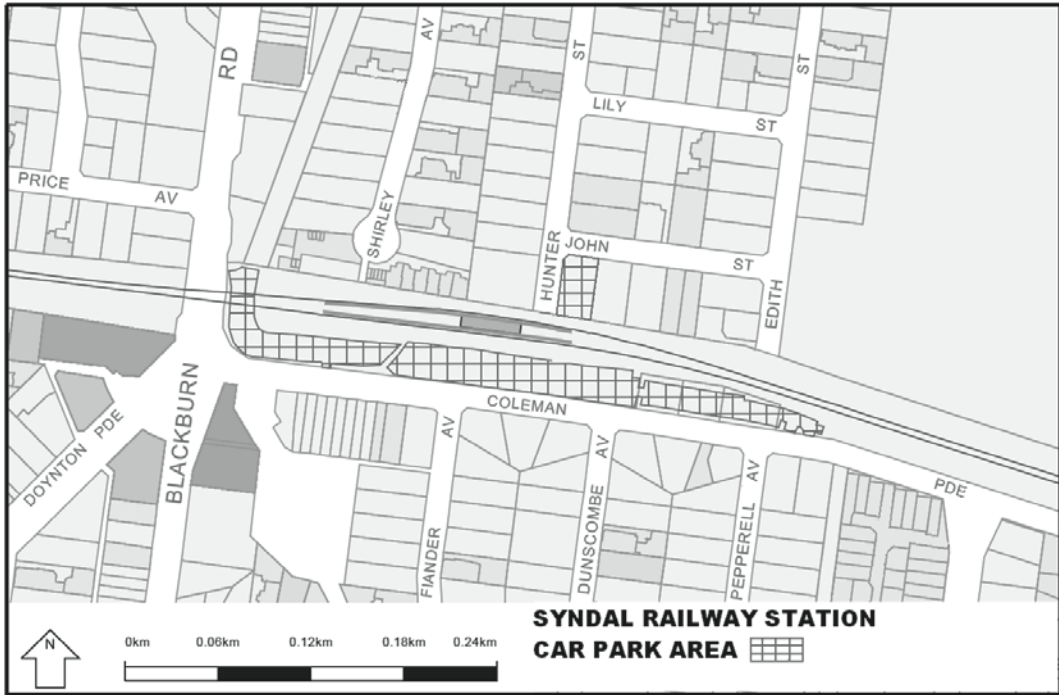 RD
AV
ST
ST
LILY ST
PRICE AV
SHIRLEY
HUNTER
JOHN ST
EDITH
BLACKBURN
DOYNTON PDE
COLEMAN
PDE
FIANDER
AV
DUNSCOMBE
AV
PEPPERELL
AV
N
0km 0.06km 0.12km 0.18km 0.24km
SYNDAL RAILWAY STATION
CAR PARK AREA